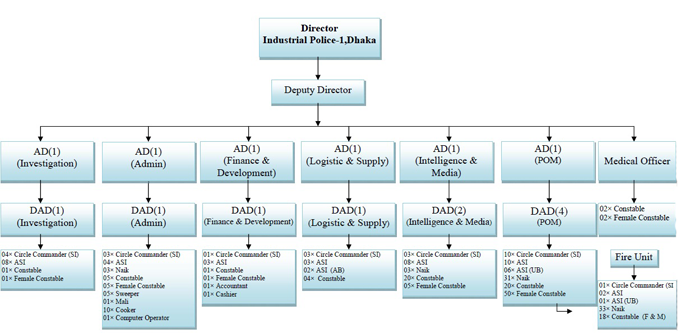 Director
Industrial Police-1,Dhaka
Deputy Director
AD(1)
(Investigation)
AD(1)
(Admin)
AD(1)
(Finance &
Development)
AD(1)
(Logistic & Supply)
AD(1)
(Intelligence &
Media)
AD(1)
(POM)
Medical Officer
DAD(1)
(Investigation)
DAD(1)
(Admin)
DAD(1)
(Finance & Development)
DAD(1)
(Logistic & Supply)
DAD(2)
(Intelligence & Media)
DAD(4)
(POM)
02× Constable
02× Female Constable
04× Circle Commander (SI)
08× ASI
01× Constable
01× Female Constable
03× Circle Commander (SI)
04× ASI
03× Naik
05× Constable
05× Female Constable
05× Sweeper
01× Mali
10× Cooker
01× Computer Operator
01× Circle Commander (SI)
03× ASI
01× Constable
01× Female Constable
01× Accountant
01× Cashier
03× Circle Commander (SI)
03× ASI
02× ASI (AB)
04× Constable
03× Circle Commander (SI)
08× ASI
03× Naik
20× Constable
05× Female Constable
10× Circle Commander (SI)
10× ASI
06× ASI (UB)
31× Naik
20× Constable
50× Female Constable
Fire Unit
01× Circle Commander (SI)
02× ASI
01× ASI (UB)
33× Naik
18× Constable (F & M)